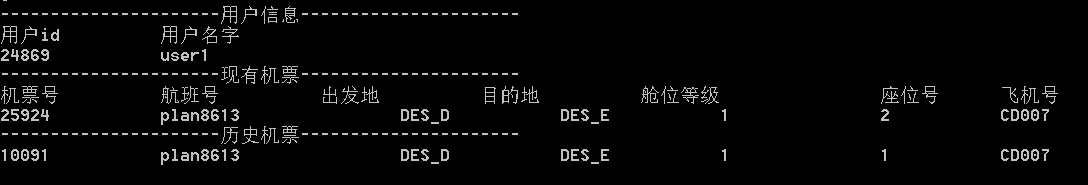 ----------------------用户信息----------------------
用户id 用户名字
24869 user1
----------------------现有机票----------------------
机票号 航班号 出发地 目的地 舱位等级 座位号 飞机号
25924 plan8613 DES_D DES_E 1 2 CD007
----------------------历史机票----------------------
10091 plan8613 DES_D DES_E 1 1 CD007